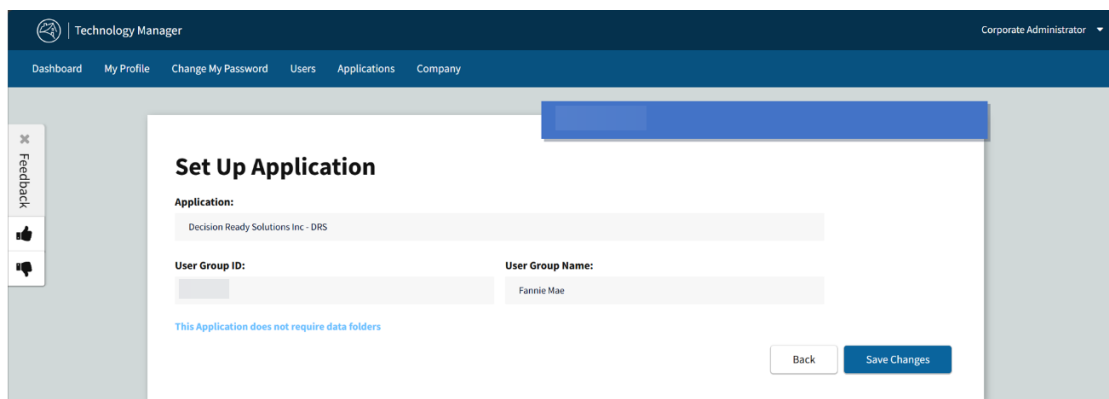 Technology Manager
Corporate Administrator
Dashboard My Profile Change My Password Users Applications Company
Feedback
Set Up Application
Application:
Decision Ready Solutions Inc - DRS
User Group ID: User Group Name:
Fannie Mae
This Application does not require data folders
Back Save Changes